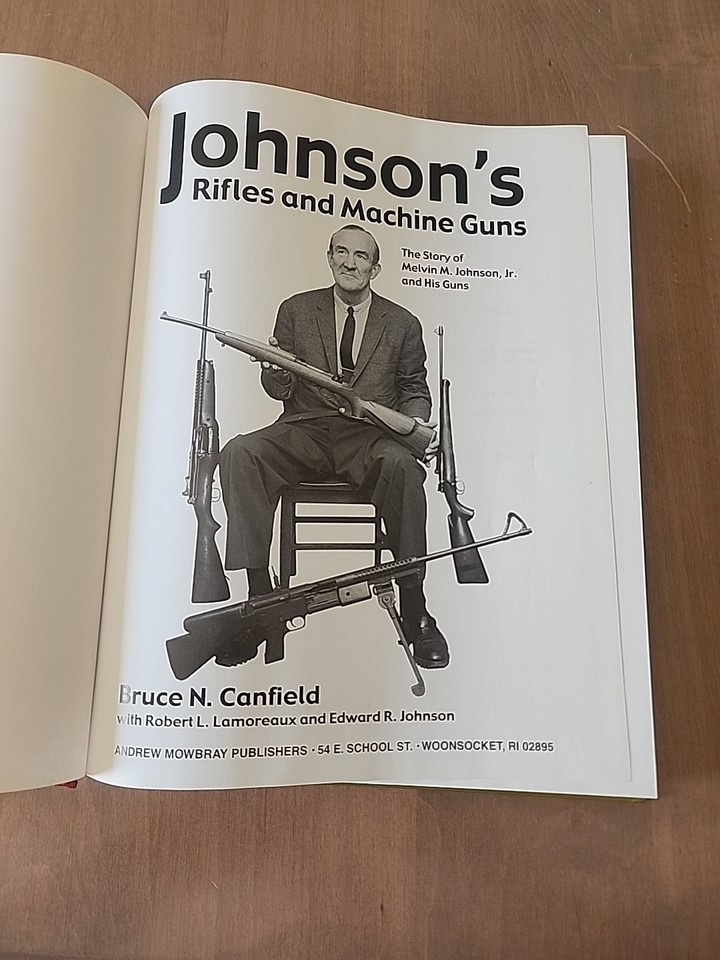 Johnson's
Rifles and Machine Guns
The Story of
Melvin M. Johnson, Jr.
and His Guns
Bruce N. Canfield
with Robert L. Lamoreaux and Edward R. Johnson
ANDREW MOWBRAY PUBLISHERS · 54 E. SCHOOL ST. · WOONSOCKET, RI 02895